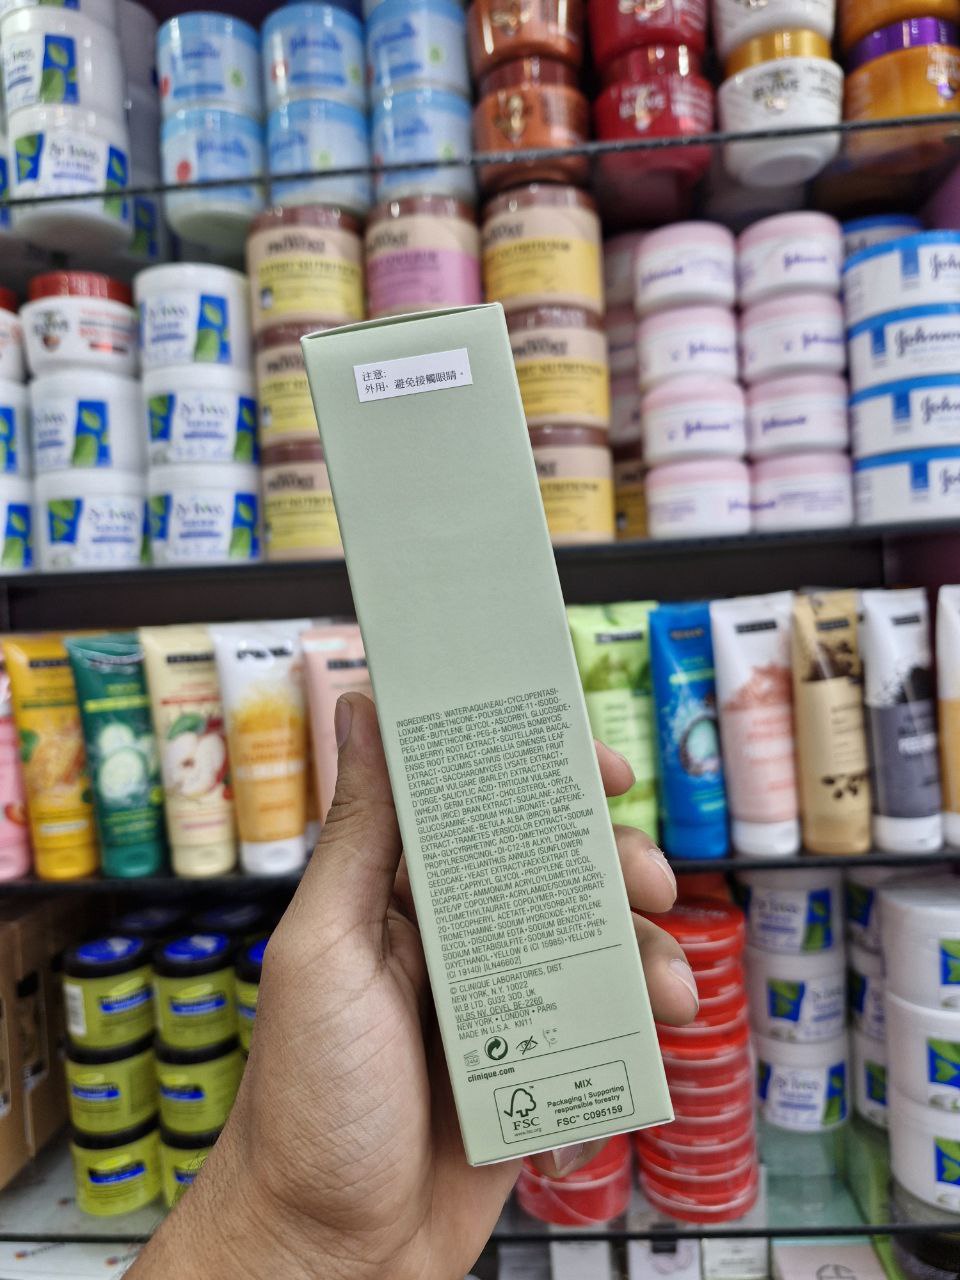 注意:
外用，避免接觸眼睛。
INGREDIENTS: WATER\AQUA\EAU • CYCLOPENTASI-
LOXANE • DIMETHICONE • POLYSILICONE-11 • ISODO-
DECANE • BUTYLENE GLYCOL • ASCORBYL GLUCOSIDE •
PEG-10 DIMETHICONE • PEG-6 • MORUS BOMBYCIS
(MULBERRY) ROOT EXTRACT • SCUTELLARIA BAICAL-
ENSIS ROOT EXTRACT • CAMELLIA SINENSIS LEAF
EXTRACT • CUCUMIS SATIVUS (CUCUMBER) FRUIT
EXTRACT • SACCHAROMYCES LYSATE EXTRACT •
HORDEUM VULGARE (BARLEY) EXTRACT\EXTRAIT
D'ORGE • SALICYLIC ACID • TRITICUM VULGARE
(WHEAT) GERM EXTRACT • CHOLESTEROL • ORYZA
SATIVA (RICE) BRAN EXTRACT • SQUALANE • ACETYL
GLUCOSAMINE • SODIUM HYALURONATE • CAFFEINE •
ISOHEXADECANE • BETULA ALBA (BIRCH) BARK
EXTRACT • TRAMETES VERSICOLOR EXTRACT • SODIUM
RNA • GLYCYRRHETINIC ACID • DIMETHOXYTOLYL
PROPYLRESORCINOL • DI-C12-18 ALKYL DIMONIUM
CHLORIDE • HELIANTHUS ANNUUS (SUNFLOWER)
SEEDCAKE • YEAST EXTRACT\FAEX\EXTRAIT DE
LEVURE • CAPRYLYL GLYCOL • PROPYLENE GLYCOL
DICAPRATE • AMMONIUM ACRYLOYLDIMETHYLTAU-
RATE/VP COPOLYMER • ACRYLAMIDE/SODIUM ACRYL-
OYLDIMETHYLTAURATE COPOLYMER • POLYSORBATE
20 • TOCOPHERYL ACETATE • POLYSORBATE 80 •
TROMETHAMINE • SODIUM HYDROXIDE • HEXYLENE
GLYCOL • DISODIUM EDTA • SODIUM BENZOATE •
SODIUM METABISULFITE • SODIUM SULFITE • PHEN-
OXYETHANOL • YELLOW 6 (CI 15985) • YELLOW 5
(CI 19140) [ILN46602]
© CLINIQUE LABORATORIES, DIST.
NEW YORK, N.Y. 10022
WLB LTD, GU32 3DD, UK
WLBS NV, OEVEL BE-2260
NEW YORK • LONDON • PARIS
MADE IN U.S.A. KN11
24M
clinique.com
FSC™
www.fsc.org
MIX
Packaging | Supporting
responsible forestry
FSC™ C095159